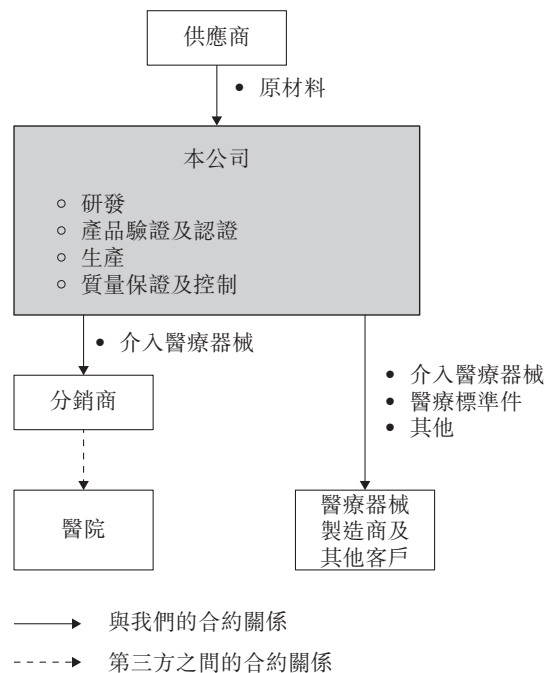 供應商
• 原材料
本公司
○ 研發
○ 產品驗證及認證
○ 生產
○ 質量保證及控制
• 介入醫療器械
分銷商
醫院
• 介入醫療器械
• 醫療標準件
• 其他
醫療器械
製造商及
其他客戶
與我們的合約關係
第三方之間的合約關係